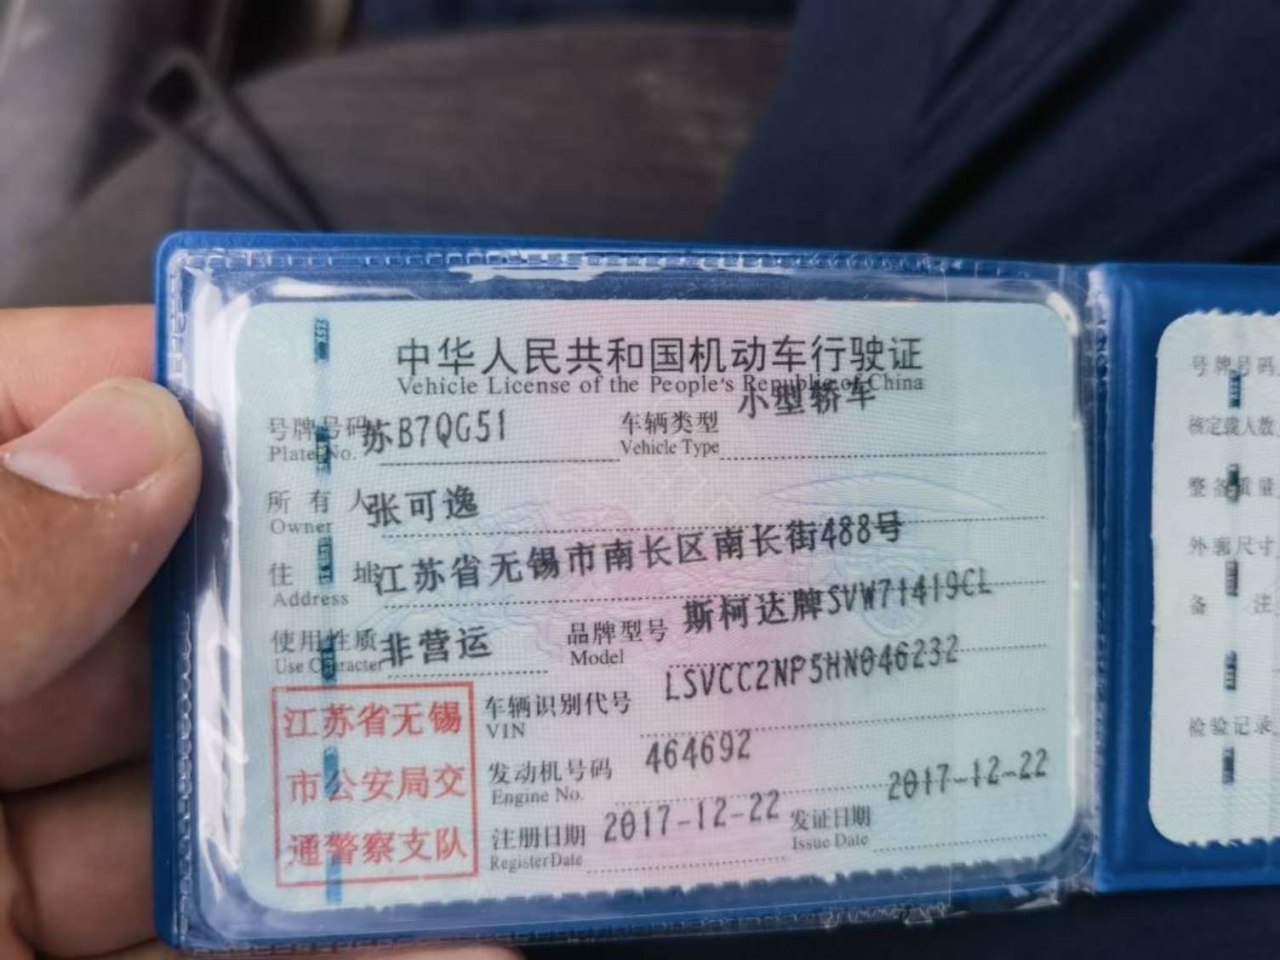 中华人民共和国机动车行驶证
Vehicle License of the People's Republic of China
号牌号码 苏B7QG51 车辆类型 小型轿车
Plate No. Vehicle Type
所有人 张可逸
Owner
住址 江苏省无锡市南长区南长街488号
Address
使用性质 非营运 品牌型号 斯柯达牌SVW71419CL
Use Character Model
车辆识别代号 LSVCC2NP5HN046232
VIN
发动机号码 464692
Engine No.
注册日期 2017-12-22 发证日期 2017-12-22
Register Date Issue Date
江苏省无锡
市公安局交
通警察支队
号牌号码
核定载人数
整备质量
外廓尺寸
备注
检验记录